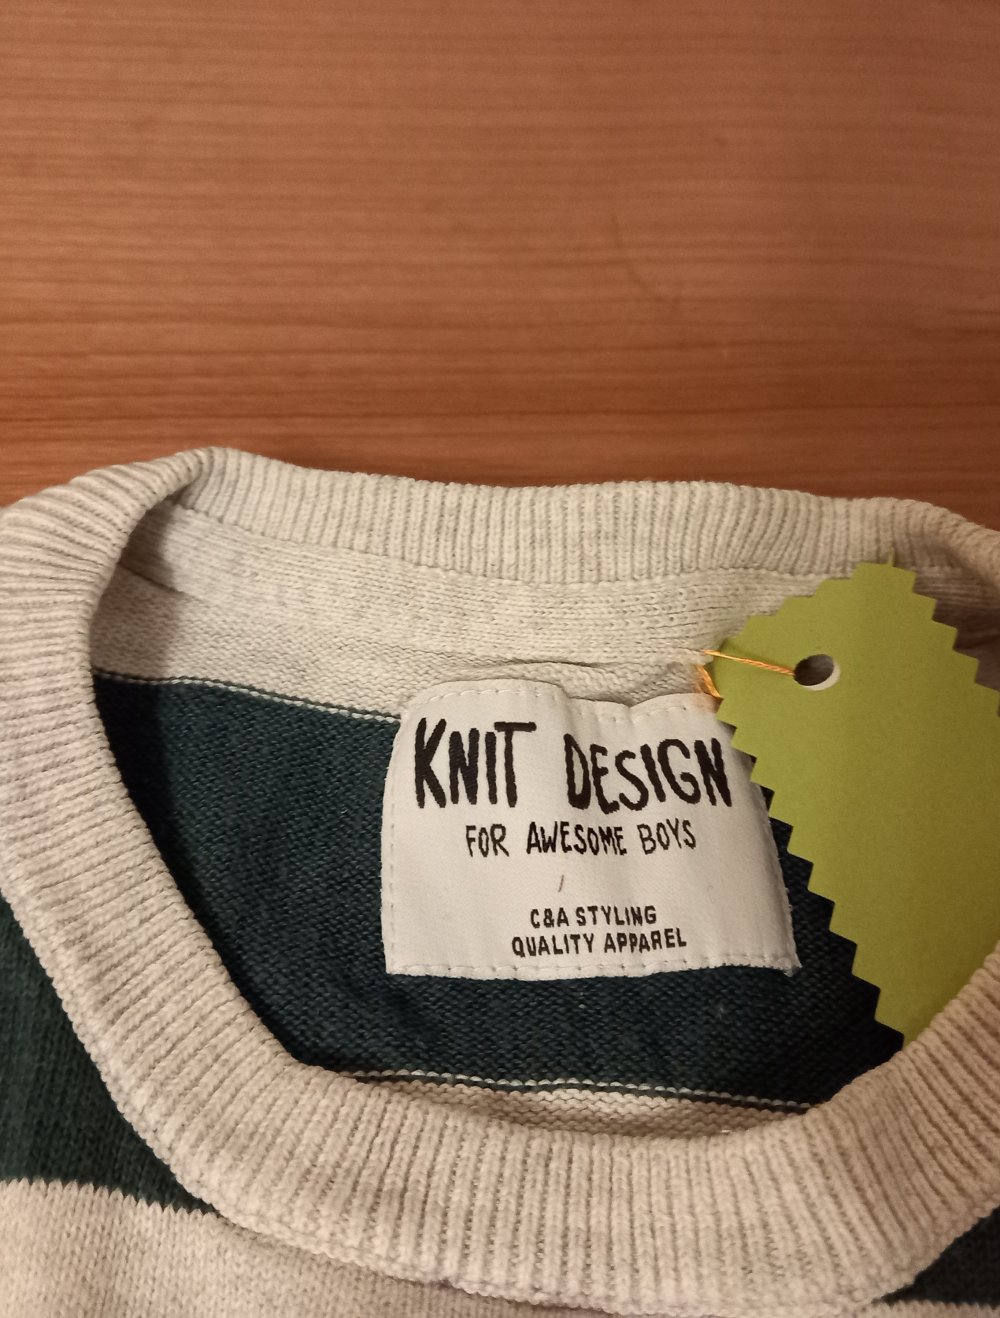 KNIT DESIGN
FOR AWESOME BOYS
C&A STYLING
QUALITY APPAREL